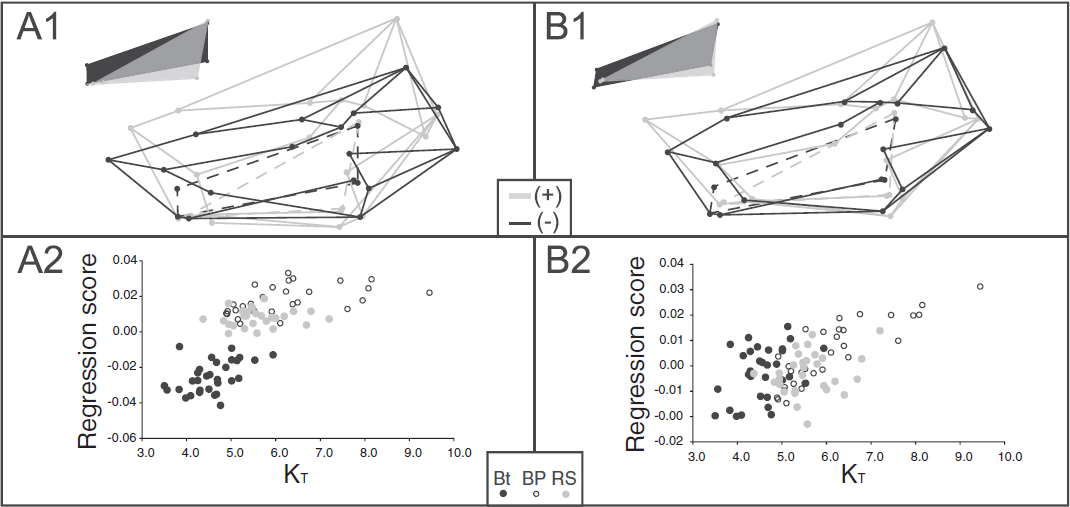 A1
B1
(+)
(-)
A2
Regression score
0.04
0.02
0.00
-0.02
-0.04
-0.06
3.0 4.0 5.0 6.0 7.0 8.0 9.0 10.0
KT
B2
Regression score
0.04
0.03
0.02
0.01
0.00
-0.01
-0.00
-0.02
3.0 4.0 5.0 6.0 7.0 8.0 9.0 10.0
KT
Bt BP RS